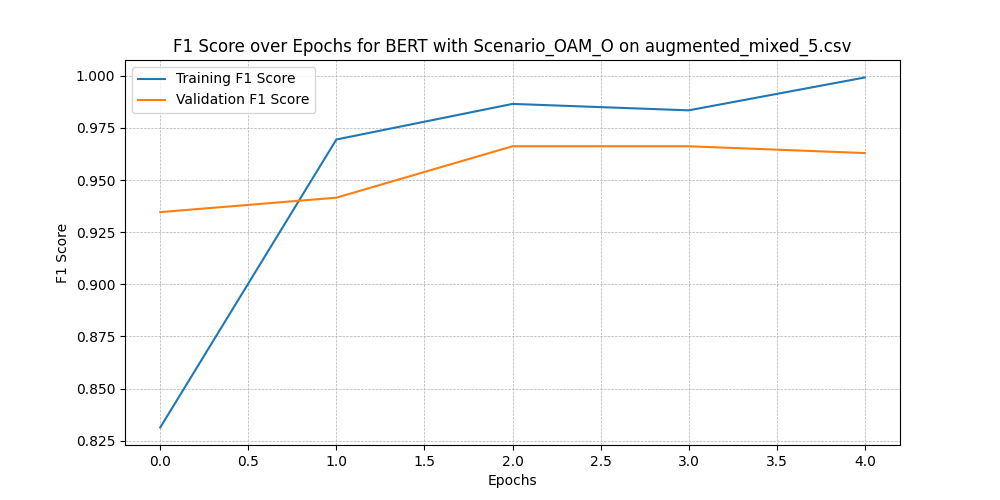 F1 Score over Epochs for BERT with Scenario_OAM_O on augmented_mixed_5.csv
Training F1 Score
Validation F1 Score
1.000
0.975
0.950
0.925
0.900
0.875
0.850
0.825
F1 Score
0.0 0.5 1.0 1.5 2.0 2.5 3.0 3.5 4.0
Epochs